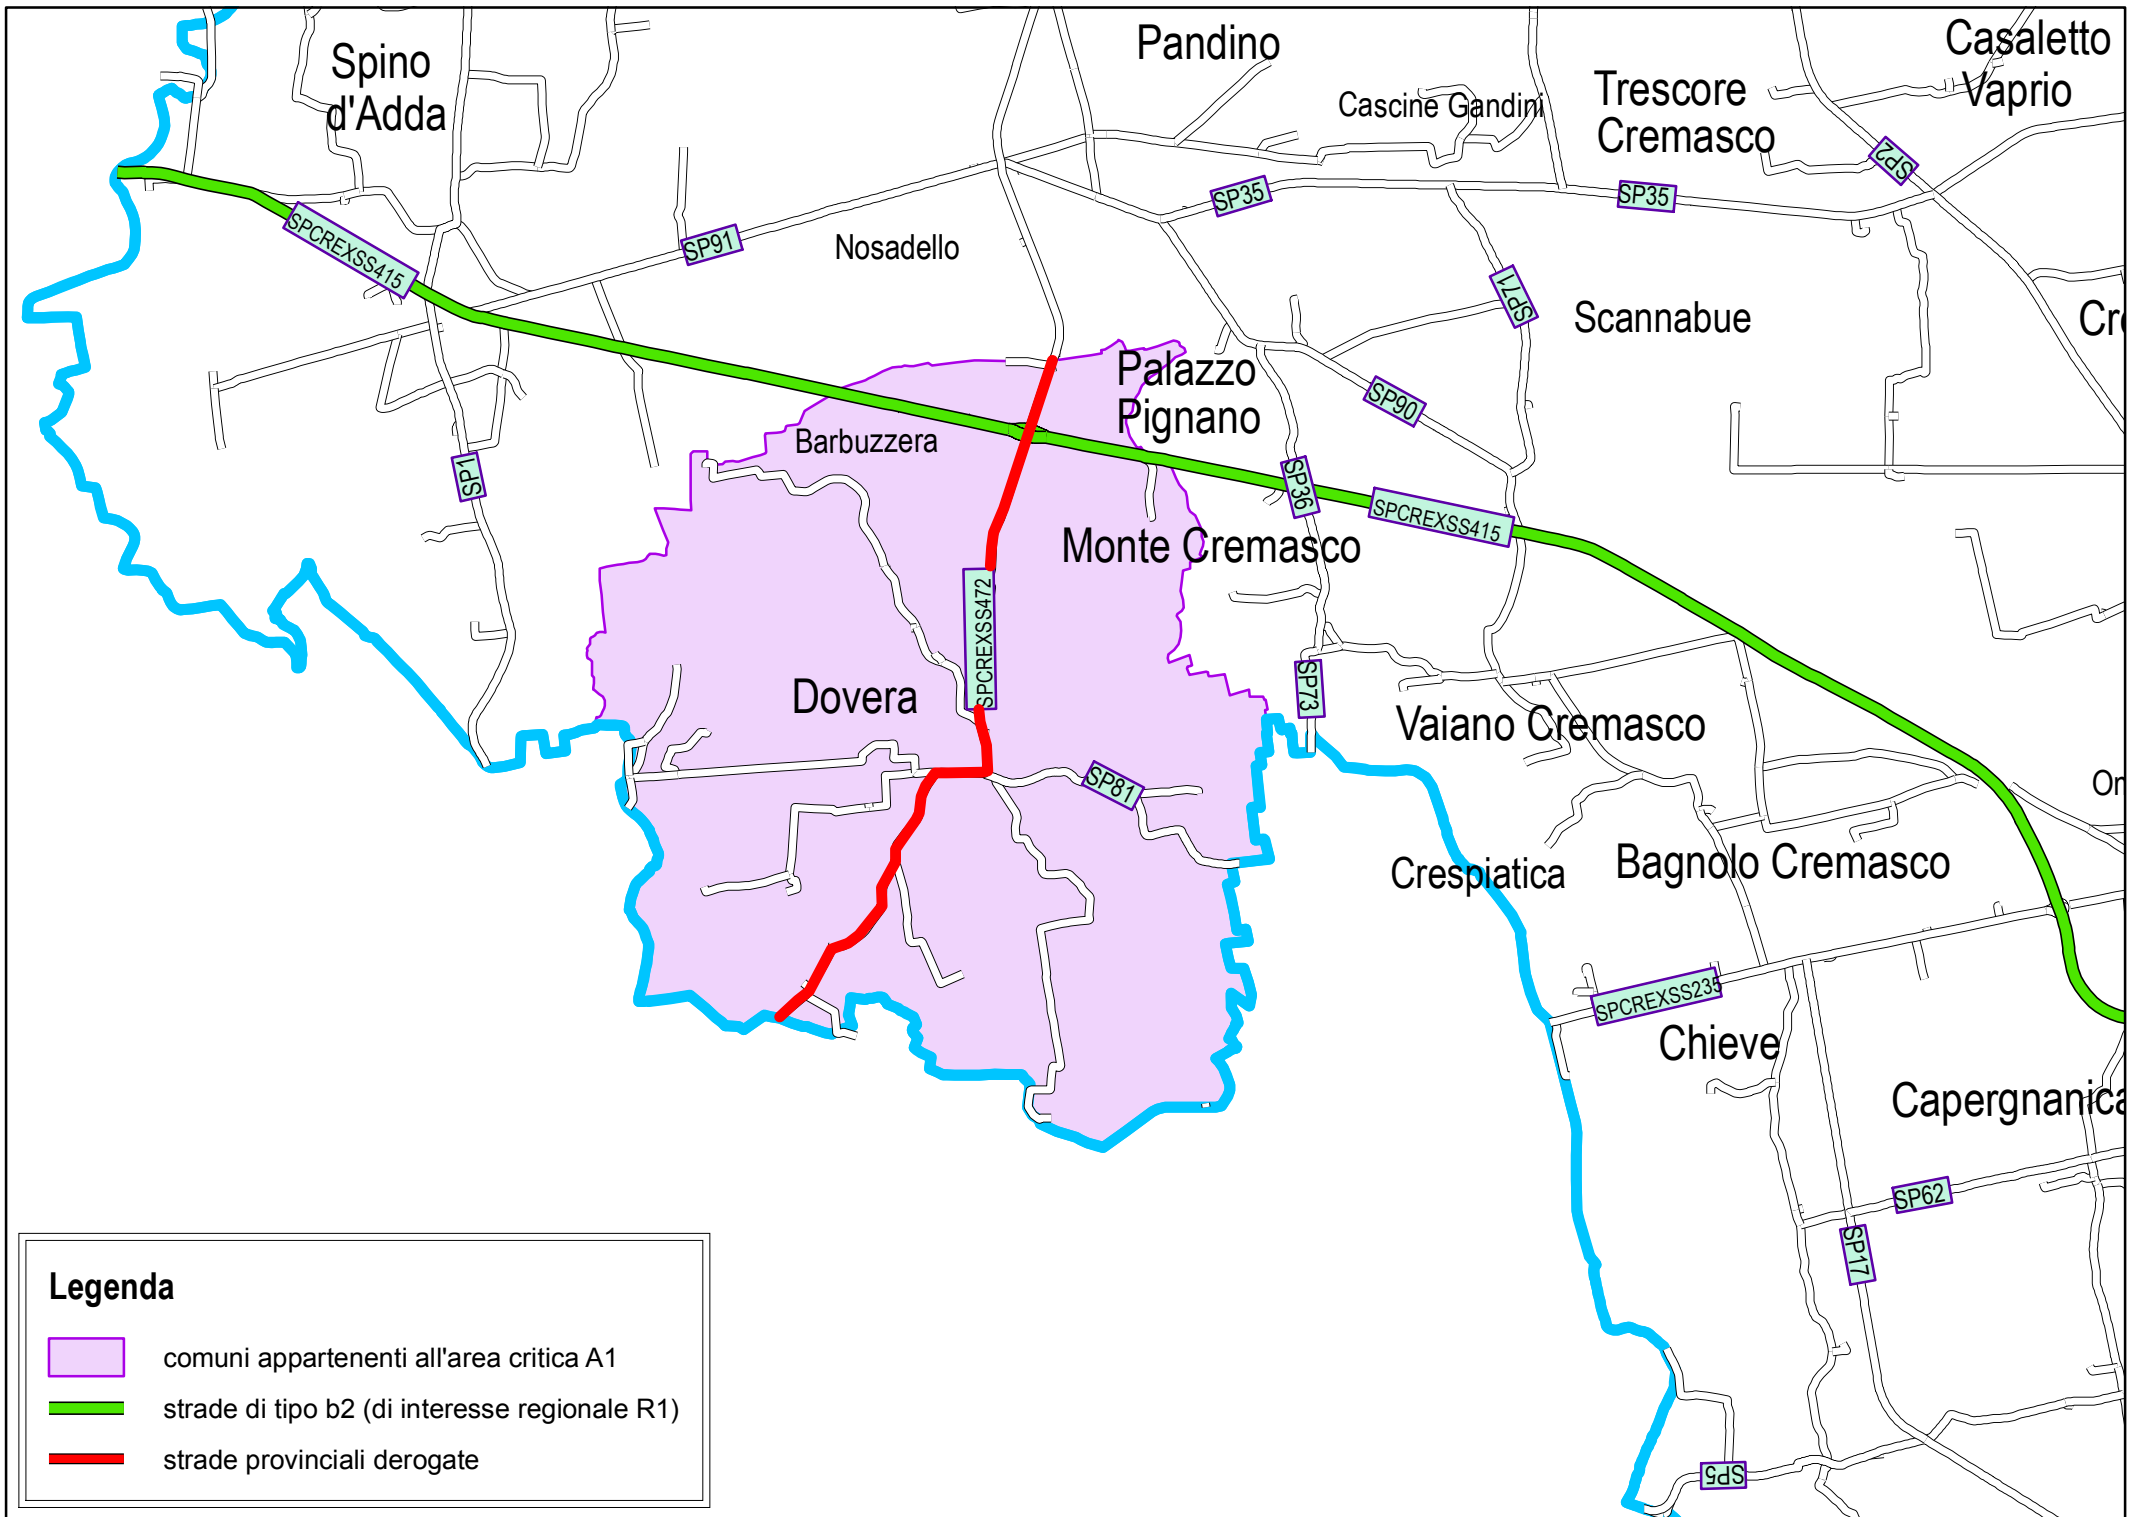 Spino
d'Adda
Pandino
Casaletto
Vaprio
Trescore
Cremasco
Cascine Gandini
SP2
SP35
SP35
SPCREXSS415
SP91
Nosadello
SP71
Scannabue
Cre
Palazzo
Pignano
SP90
Barbuzzera
SP1
SP36
SPCREXSS415
Monte Cremasco
SPCREXSS472
Dovera
SP73
Vaiano Cremasco
SP81
Or
Crespiatica
Bagnolo Cremasco
SPCREXSS235
Chieve
Capergnanica
SP62
SP17
SP5
Legenda
comuni appartenenti all'area critica A1
strade di tipo b2 (di interesse regionale R1)
strade provinciali derogate